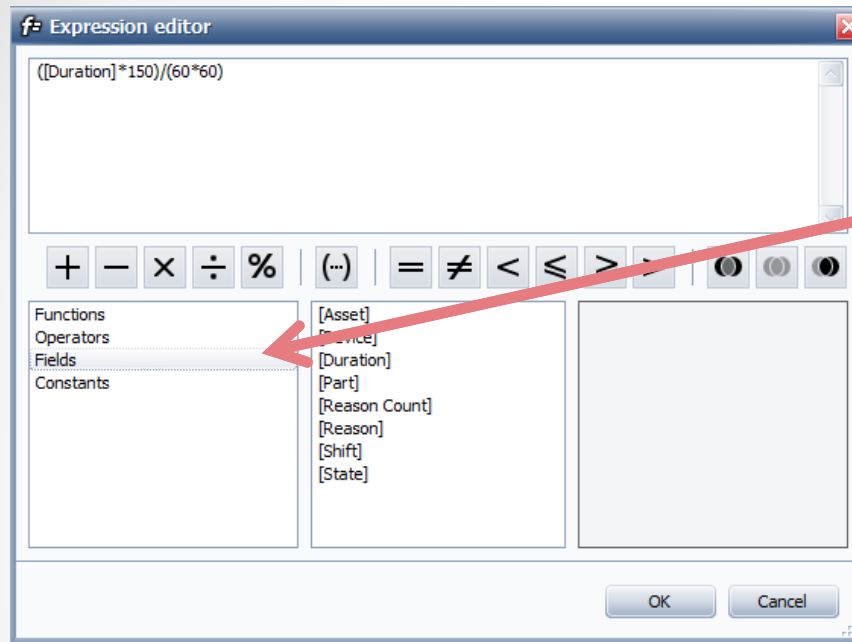 f= Expression editor
([Duration]*150)/(60*60)
+ − × ÷ % (···) = ≠ < ⩽ > >
Functions
Operators
Fields
Constants
[Asset]
[Device]
[Duration]
[Part]
[Reason Count]
[Reason]
[Shift]
[State]
OK
Cancel